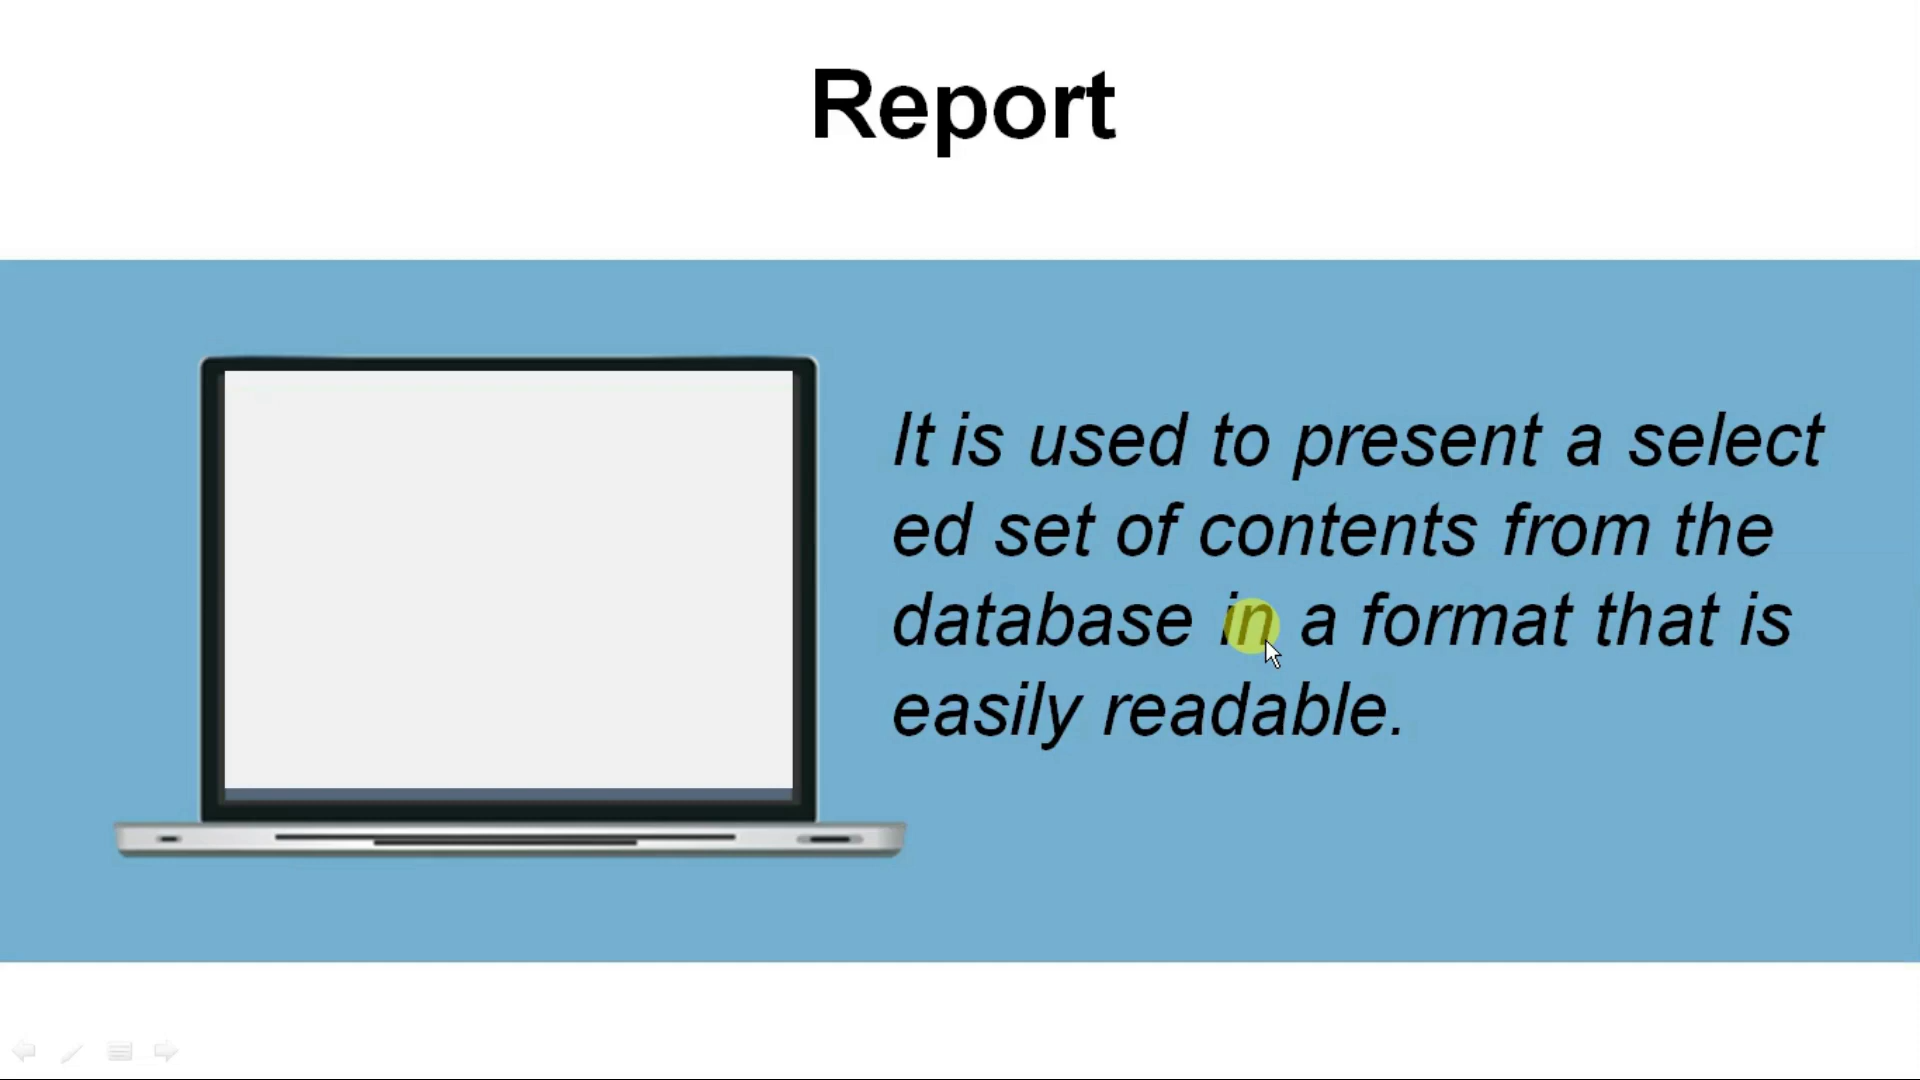 Report
It is used to present a select
ed set of contents from the
database in a format that is
easily readable.